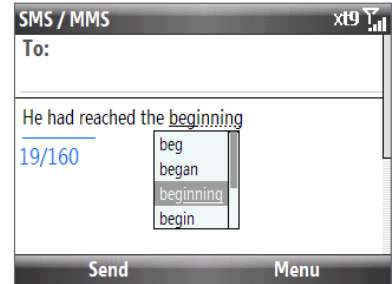 SMS / MMS xt9
To:
He had reached the beginning
19/160
beg
began
beginning
begin
Send Menu